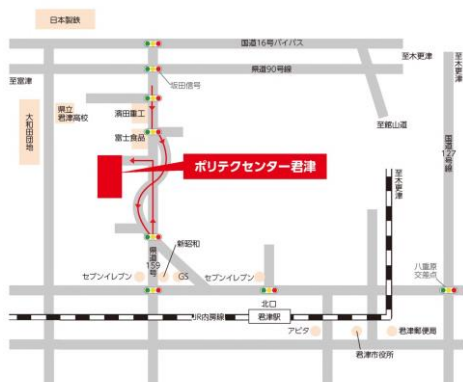 日本製鉄
国道16号バイパス
至木更津
至木更津
県道90号線
至富津
坂田信号
大和田団地
県立
君津高校
濱田重工
富士食品
至館山道
国道127号線
ポリテクセンター君津
至木更津
新昭和
県道159号
セブンイレブン
GS
セブンイレブン
八重原
交差点
北口
JR内房線
君津駅
アピタ
君津市役所
君津郵便局